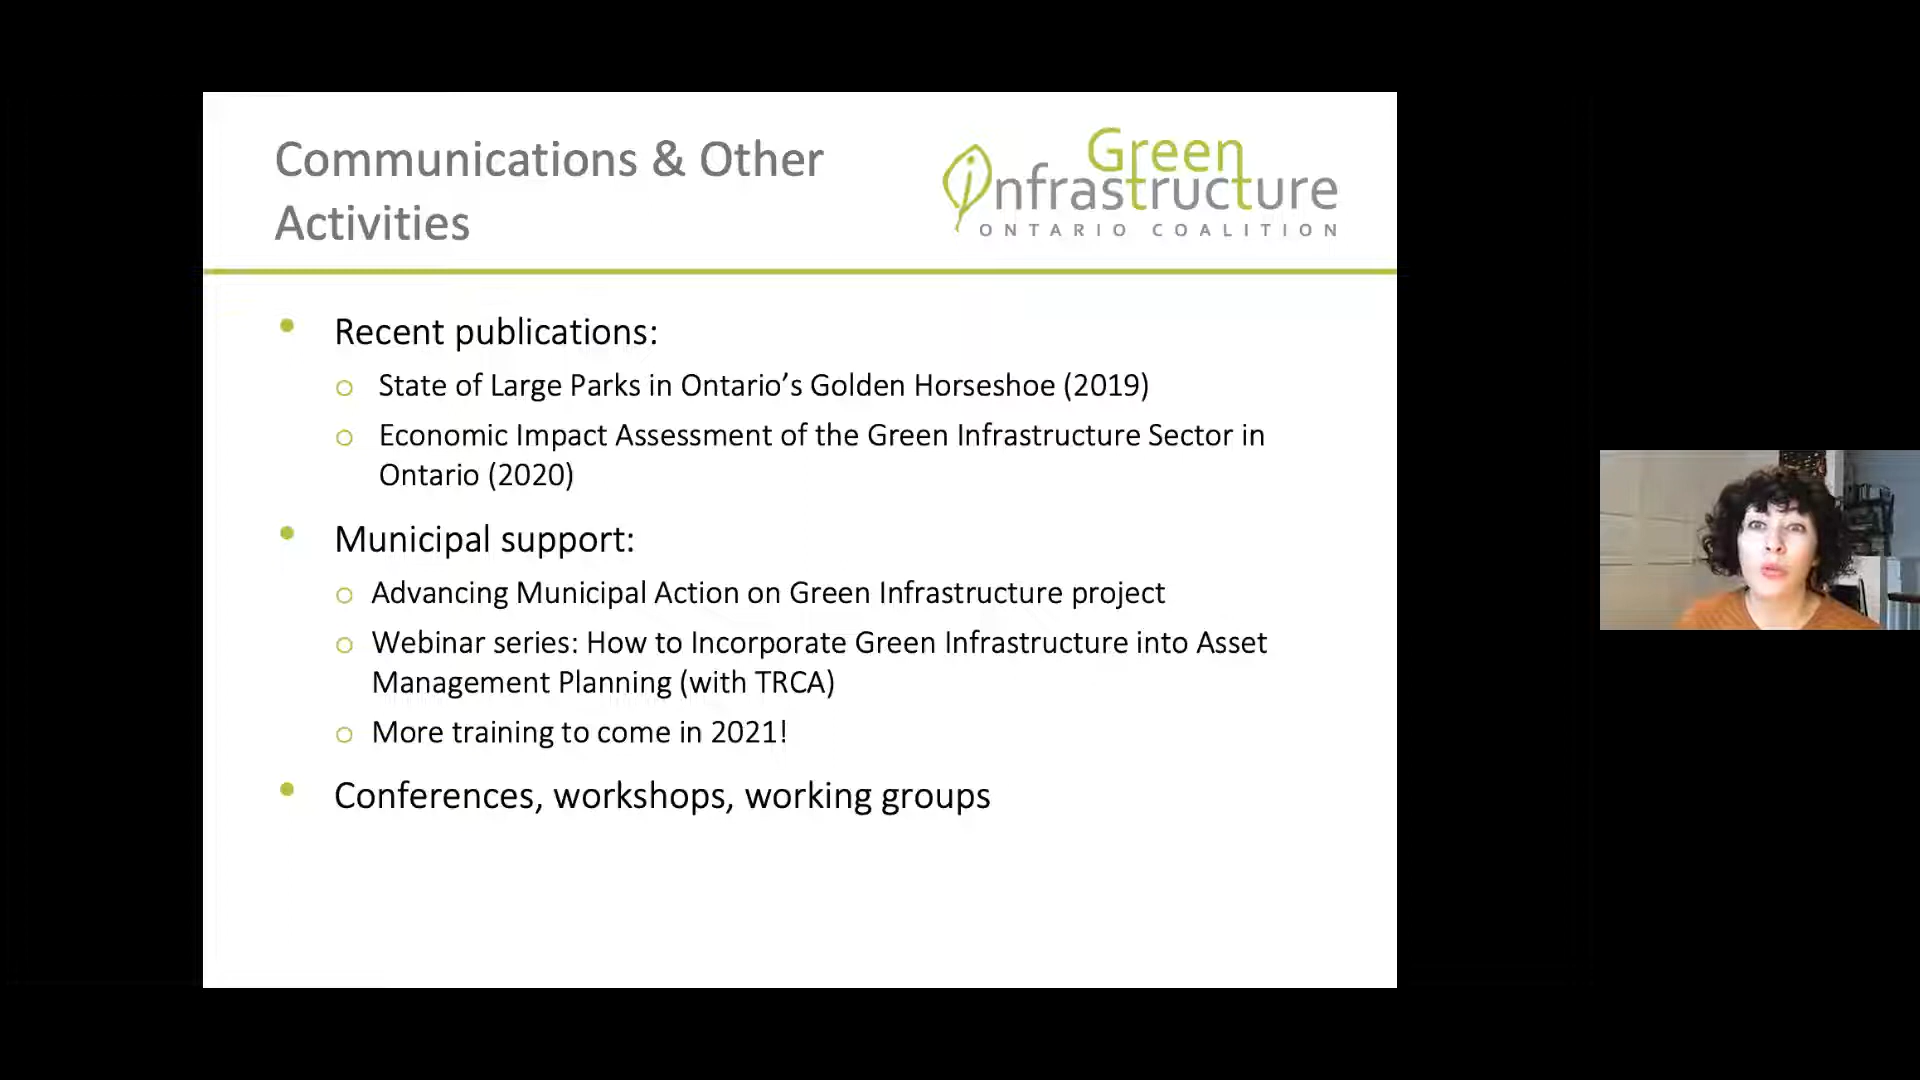 Communications & Other
Activities
Green
infrastructure
ONTARIO COALITION
• Recent publications:
o State of Large Parks in Ontario’s Golden Horseshoe (2019)
o Economic Impact Assessment of the Green Infrastructure Sector in
Ontario (2020)
• Municipal support:
o Advancing Municipal Action on Green Infrastructure project
o Webinar series: How to Incorporate Green Infrastructure into Asset
Management Planning (with TRCA)
o More training to come in 2021!
• Conferences, workshops, working groups